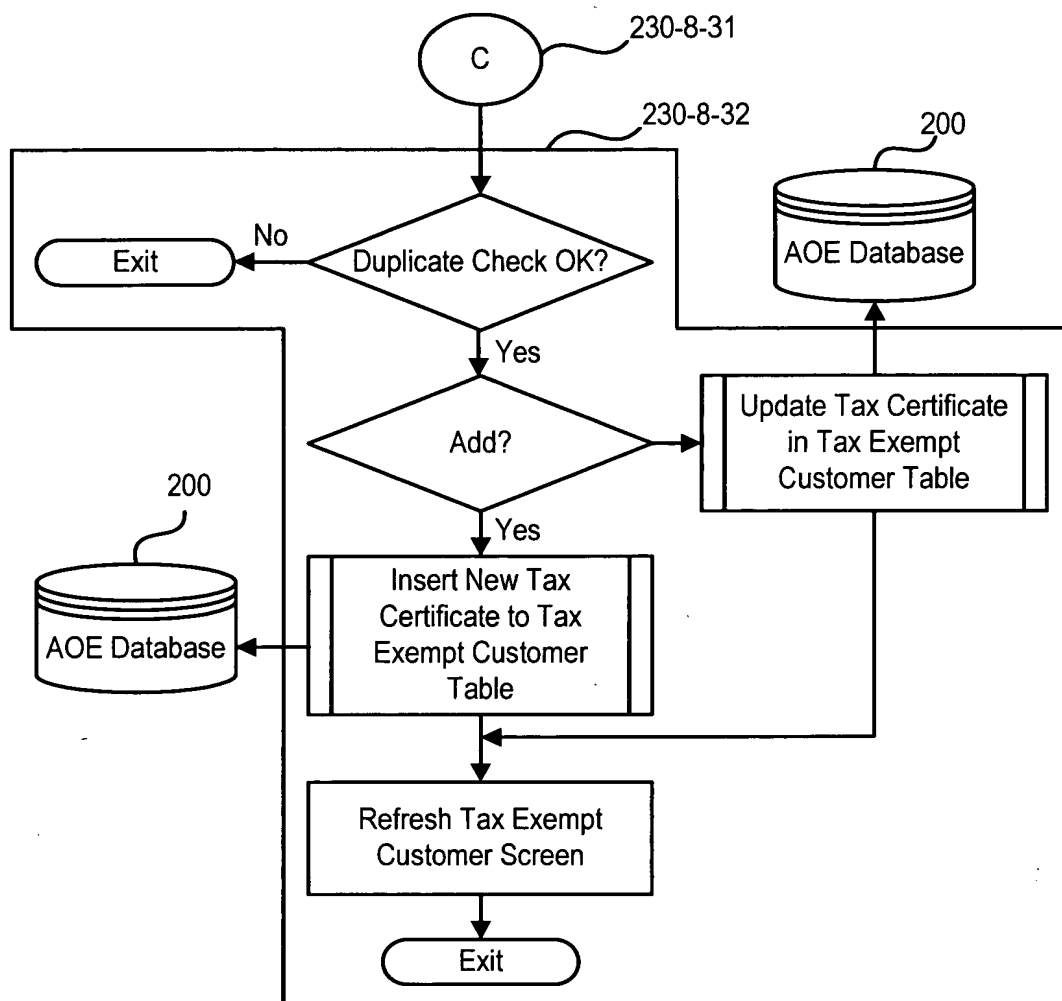 230-8-31
C
230-8-32
200
AOE Database
No
Exit
Duplicate Check OK?
Yes
Add?
Update Tax Certificate
in Tax Exempt
Customer Table
200
Yes
AOE Database
Insert New Tax
Certificate to Tax
Exempt Customer
Table
Refresh Tax Exempt
Customer Screen
Exit